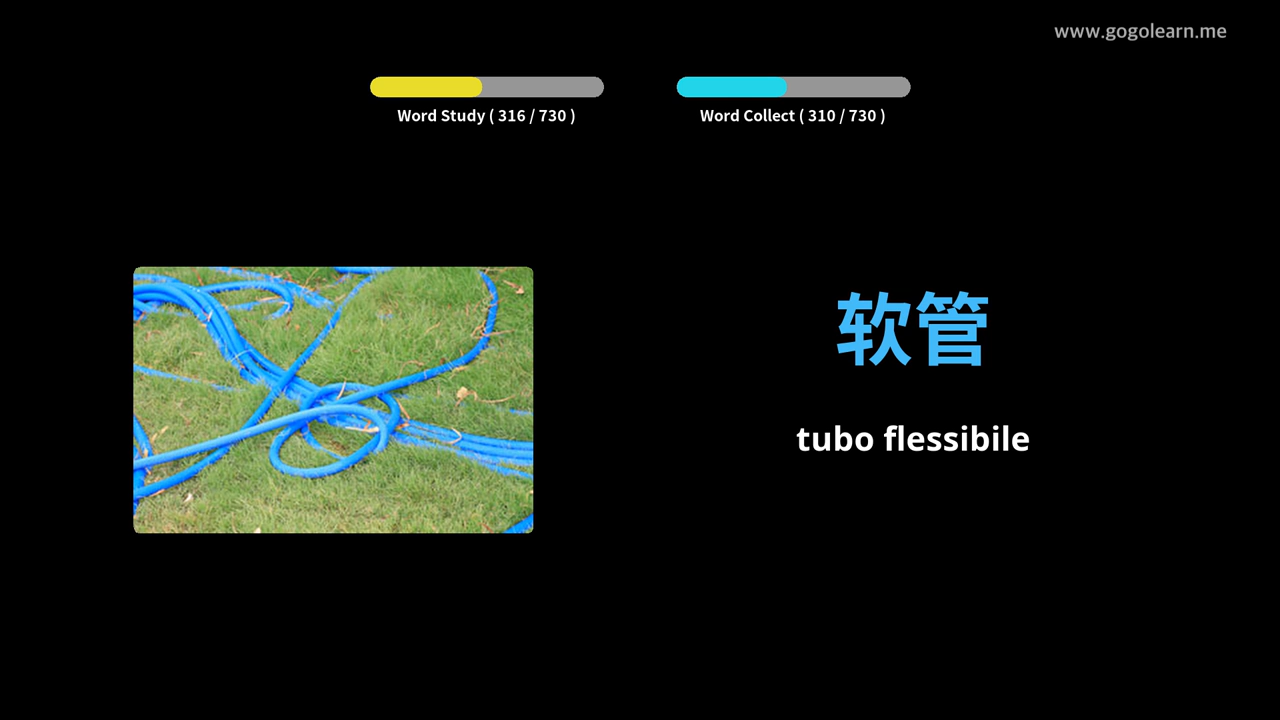 www.gogolearn.me
Word Study ( 316 / 730 )
Word Collect ( 310 / 730 )
软管
tubo flessibile